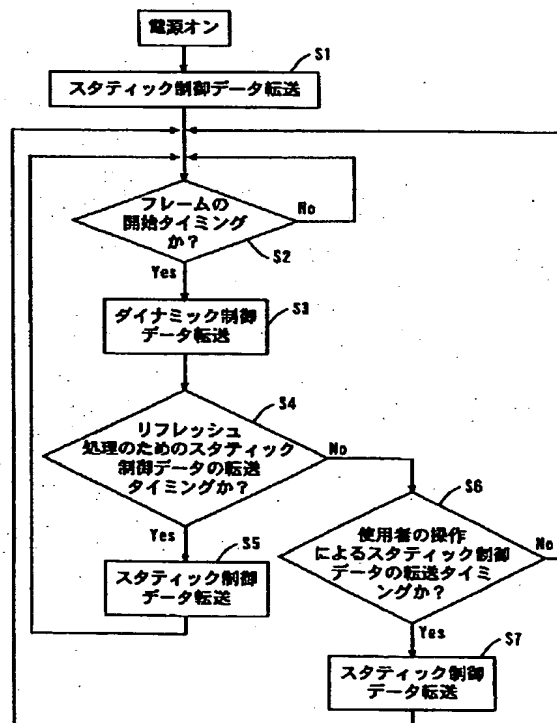 電源オン
S1
スタティック制御データ転送
フレームの
開始タイミング
か?
No
S2
Yes
S3
ダイナミック制御
データ転送
S4
リフレッシュ
処理のためのスタティック
制御データの転送
タイミングか?
No
Yes
S5
スタティック制御
データ転送
S6
使用者の操作
によるスタティック制御
データの転送タイミ
ングか?
No
Yes
S7
スタティック制御
データ転送